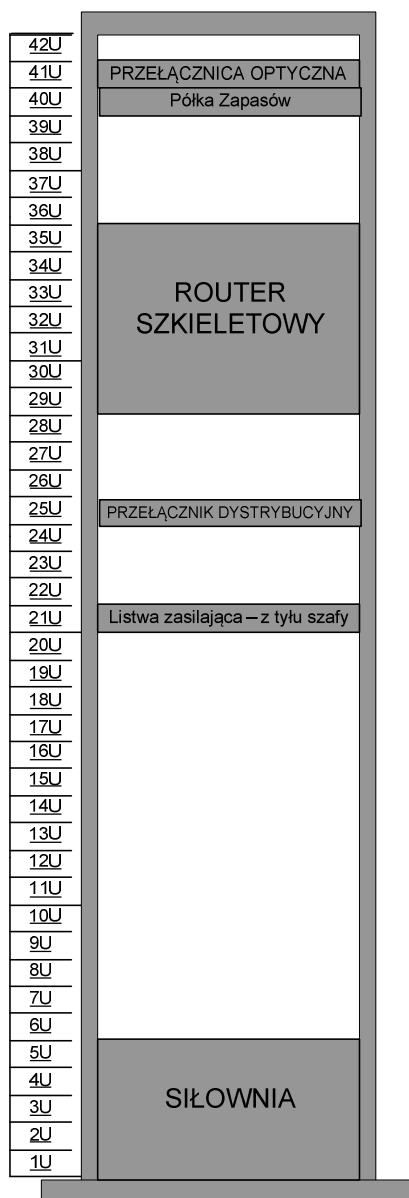 42U
41U
PRZEŁĄCZNICA OPTYCZNA
40U
Półka Zapasów
39U
38U
37U
36U
35U
34U
33U
ROUTER
32U
SZKIELETOWY
31U
30U
29U
28U
27U
26U
25U
PRZEŁĄCZNIK DYSTRYBUCYJNY
24U
23U
22U
21U
Listwa zasilająca – z tyłu szafy
20U
19U
18U
17U
16U
15U
14U
13U
12U
11U
10U
9U
8U
7U
6U
5U
4U
3U
SIŁOWNIA
2U
1U